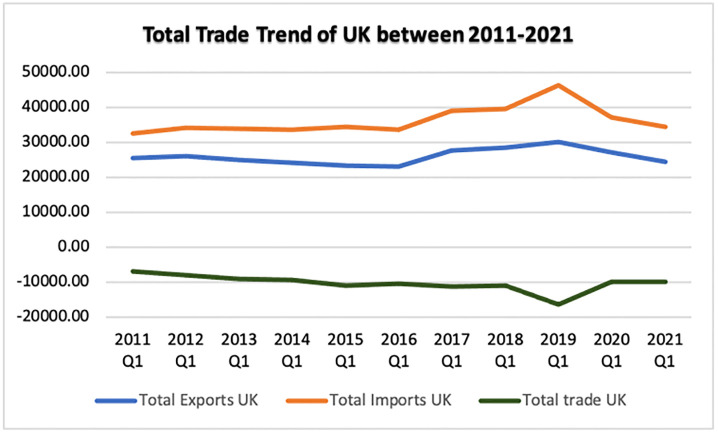 Total Trade Trend of UK between 2011-2021
50000.00
40000.00
30000.00
20000.00
10000.00
0.00
-10000.00
-20000.00
2011 2012 2013 2014 2015 2016 2017 2018 2019 2020 2021
Q1 Q1 Q1 Q1 Q1 Q1 Q1 Q1 Q1 Q1 Q1
Total Exports UK Total Imports UK Total trade UK